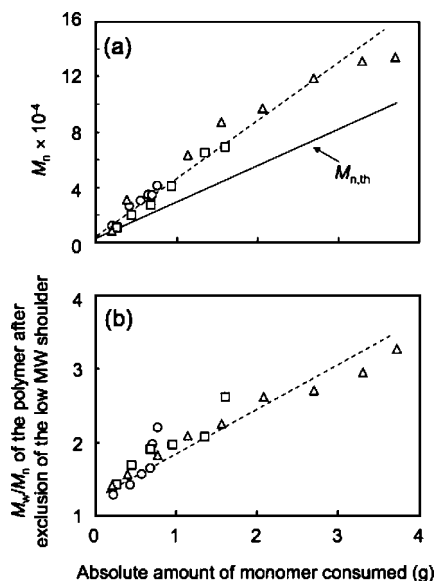 (a)
16
12
8
4
0
Mₙ × 10⁻⁴
Mₙ,th
(b)
4
3
2
1
M_w/Mₙ of the polymer after
exclusion of the low MW shoulder
0 1 2 3 4
Absolute amount of monomer consumed (g)